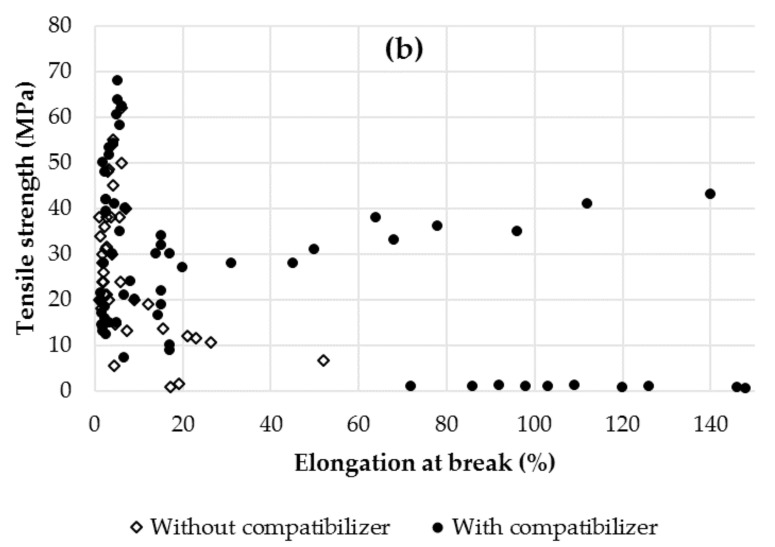 (b)
Tensile strength (MPa)
80
70
60
50
40
30
20
10
0
0 20 40 60 80 100 120 140
Elongation at break (%)
Without compatibilizer With compatibilizer